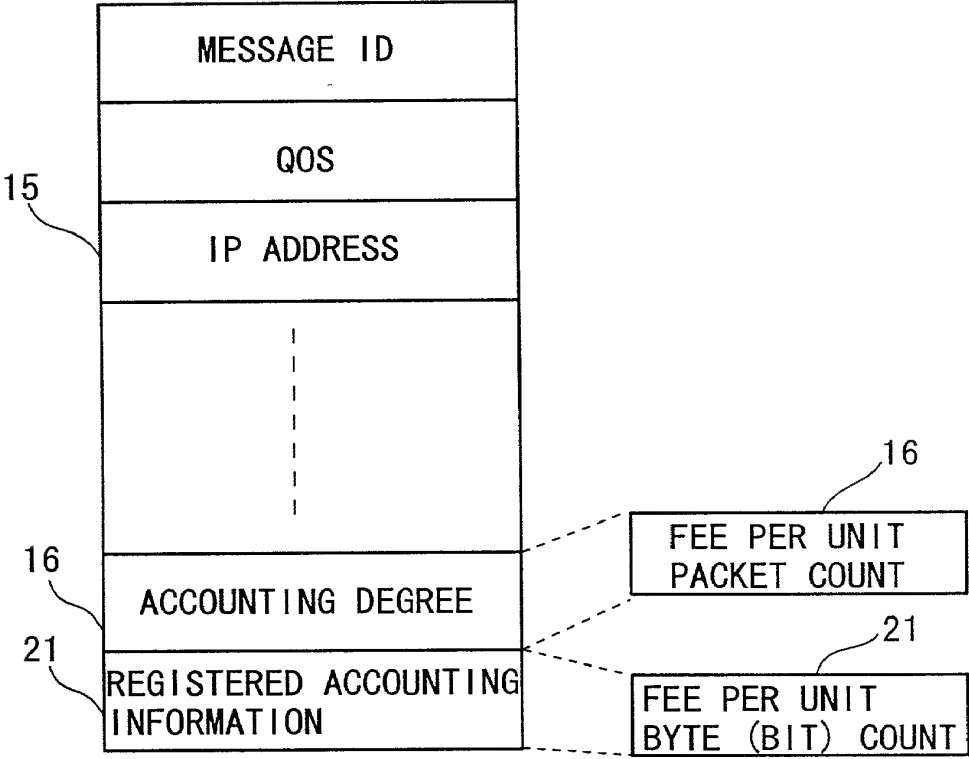 MESSAGE ID
QOS
15
IP ADDRESS
16
FEE PER UNIT
PACKET COUNT
16
ACCOUNTING DEGREE
21
21
REGISTERED ACCOUNTING
INFORMATION
FEE PER UNIT
BYTE (BIT) COUNT